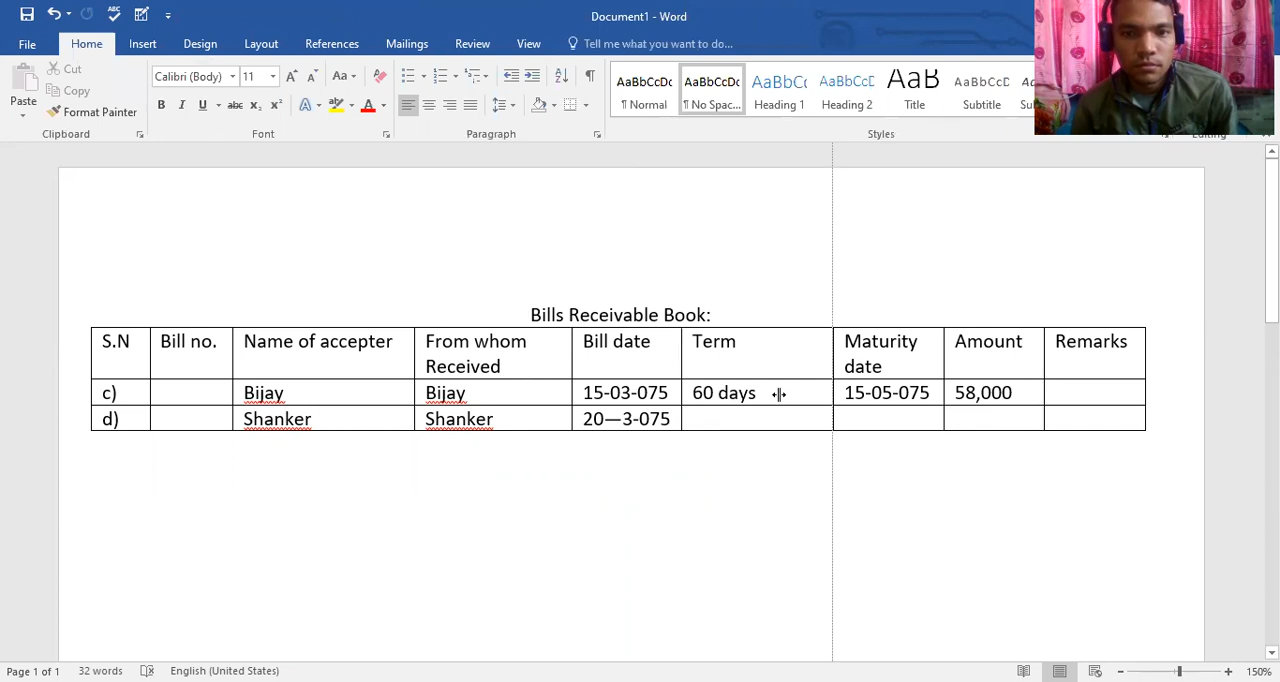 Document1 - Word
File Home Insert Design Layout References Mailings Review View Tell me what you want to do...
Paste
Cut
Copy
Format Painter
Clipboard
Calibri (Body) 11
Font
Paragraph
AaBbCcDc AaBbCcDc AaBbCc AaBbCcD AaB AaBbCcD
¶ Normal ¶ No Spac... Heading 1 Heading 2 Title Subtitle
Styles
Editing
Bills Receivable Book:
S.N Bill no. Name of accepter From whom Received Bill date Term Maturity date Amount Remarks
c) Bijay Bijay 15-03-075 60 days 15-05-075 58,000
d) Shanker Shanker 20—3-075
Page 1 of 1 32 words English (United States) 150%